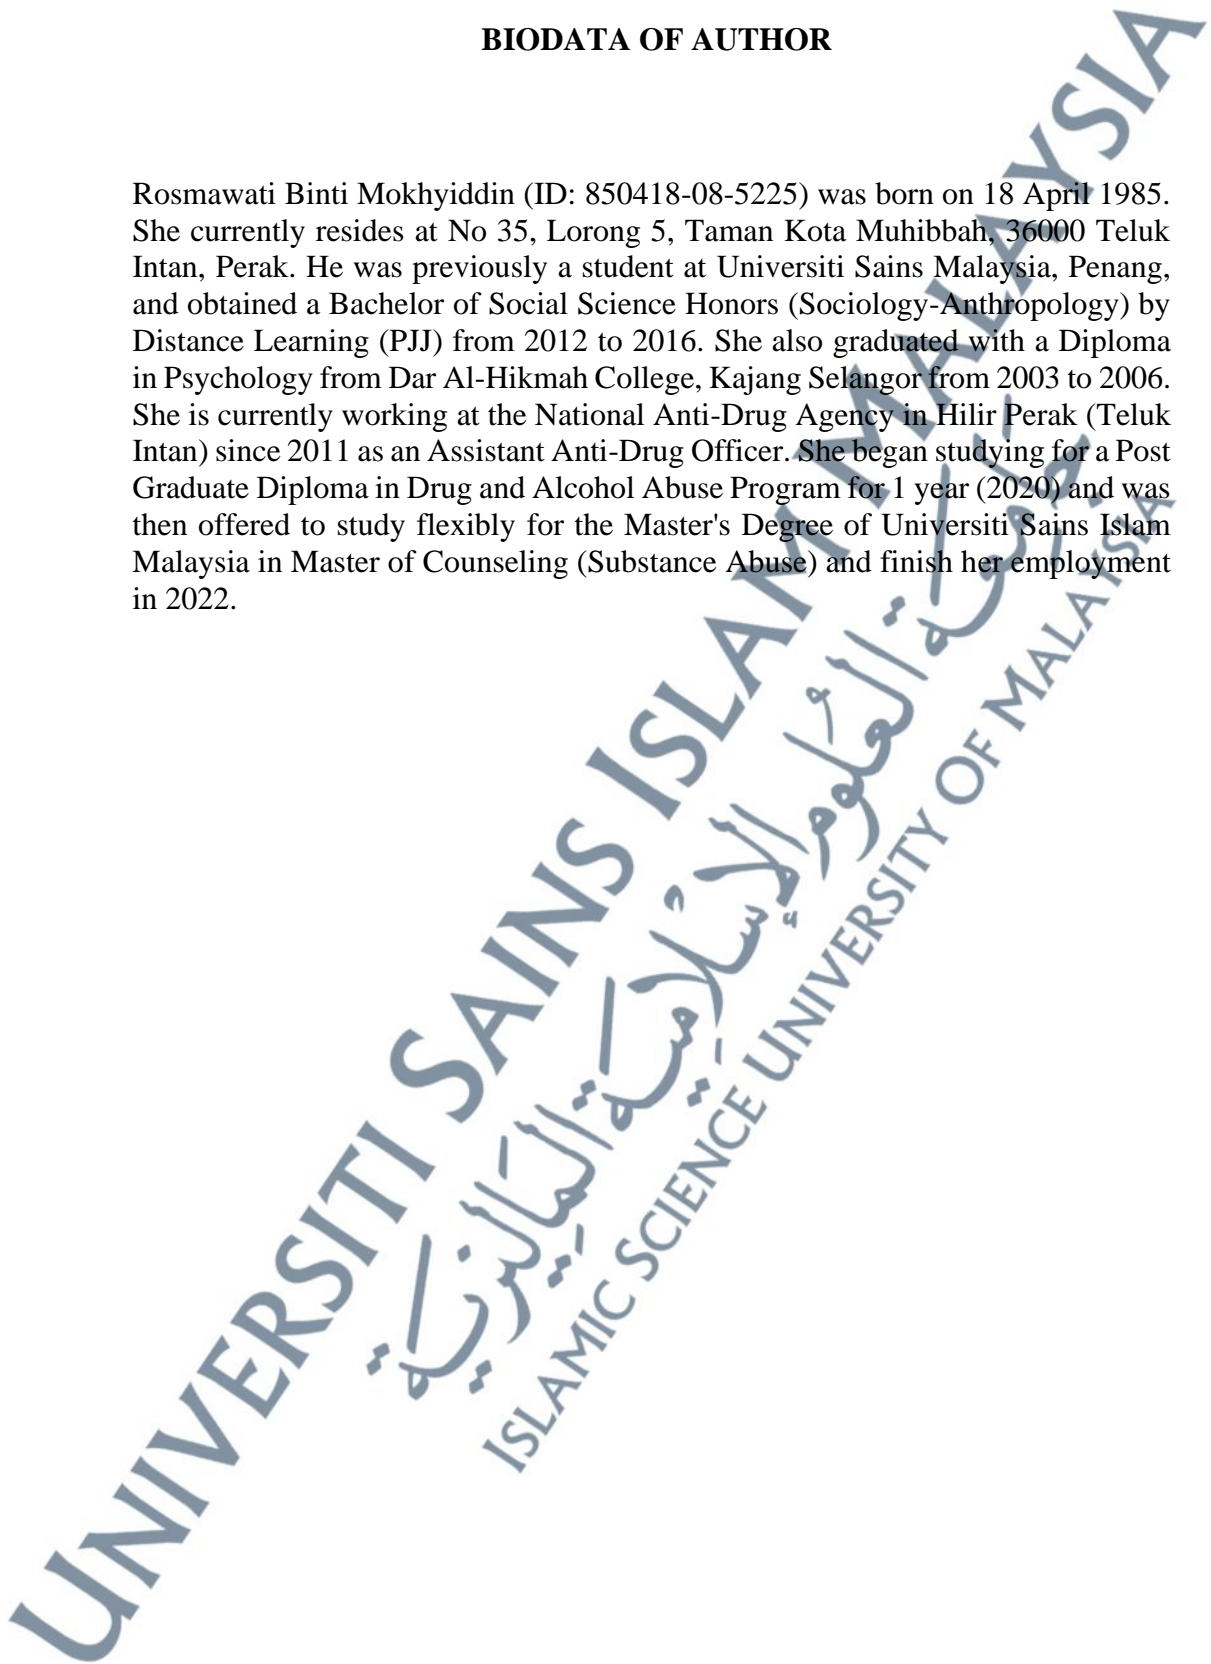 BIODATA OF AUTHOR
Rosmawati Binti Mokhyiddin (ID: 850418-08-5225) was born on 18 April 1985.
She currently resides at No 35, Lorong 5, Taman Kota Muhibbah, 36000 Teluk
Intan, Perak. He was previously a student at Universiti Sains Malaysia, Penang,
and obtained a Bachelor of Social Science Honors (Sociology-Anthropology) by
Distance Learning (PJJ) from 2012 to 2016. She also graduated with a Diploma
in Psychology from Dar Al-Hikmah College, Kajang Selangor from 2003 to 2006.
She is currently working at the National Anti-Drug Agency in Hilir Perak (Teluk
Intan) since 2011 as an Assistant Anti-Drug Officer. She began studying for a Post
Graduate Diploma in Drug and Alcohol Abuse Program for 1 year (2020) and was
then offered to study flexibly for the Master's Degree of Universiti Sains Islam
Malaysia in Master of Counseling (Substance Abuse) and finish her employment
in 2022.
UNIVERSITI SAINS ISLAM MALAYSIA
جامعة العلوم الإسلامية الماليزية
ISLAMIC SCIENCE UNIVERSITY OF MALAYSIA